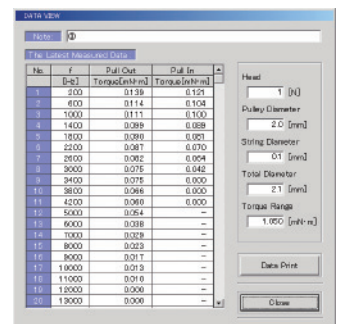 DATA VIEW
Note:
The Latest Measured Data
No. f Pull Out Pull In
[Hz] Torque[mN·m] Torque[mN·m]
1 200 0.139 0.121
2 600 0.114 0.104
3 1000 0.111 0.100
4 1400 0.099 0.089
5 1800 0.090 0.081
6 2200 0.087 0.070
7 2600 0.082 0.064
8 3000 0.075 0.042
9 3400 0.075 0.000
10 3800 0.066 0.000
11 4200 0.060 0.000
12 5000 0.054 -
13 6000 0.038 -
14 7000 0.029 -
15 8000 0.023 -
16 9000 0.017 -
17 10000 0.013 -
18 11000 0.010 -
19 12000 0.000 -
20 13000 0.000 -
Head
1 [N]
Pulley Diameter
2.0 [mm]
String Diameter
0.1 [mm]
Total Diameter
2.1 [mm]
Torque Range
1.050 [mN·m]
Data Print
Close